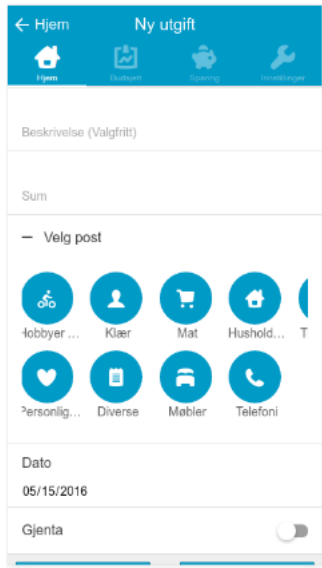 Hjem Ny utgift
Hjem Budsjett Sparing Innstillinger
Beskrivelse (Valgfritt)
Sum
Velg post
Hobbyer ... Klær Mat Hushold... T
Personlig... Diverse Møbler Telefoni
Dato
05/15/2016
Gjenta